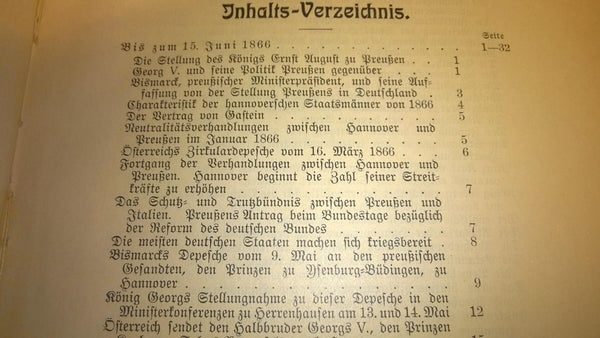 Inhalts-Verzeichnis.
Seite
Bis zum 15. Juni 1866 . . . . . . . . . . . . . 1—32
Die Stellung des Königs Ernst August zu Preußen . . 1
Georg V. und seine Politik Preußen gegenüber . . . 1
Bismarck, preußischer Ministerpräsident, und seine Auf-
fassung von der Stellung Preußens in Deutschland . 3
Charakteristik der hannoverschen Staatsmänner von 1866 4
Der Vertrag von Gastein . . . . . . . . . . . 5
Neutralitätsverhandlungen zwischen Hannover und
Preußen im Januar 1866 . . . . . . . . . . 5
Österreichs Zirkulardepesche vom 16. März 1866 . . . 6
Fortgang der Verhandlungen zwischen Hannover und
Preußen. Hannover beginnt die Zahl seiner Streit-
kräfte zu erhöhen . . . . . . . . . . . . . 7
Das Schutz- und Trutzbündnis zwischen Preußen und
Italien. Preußens Antrag beim Bundestage bezüglich
der Reform des deutschen Bundes . . . . . . . 7
Die meisten deutschen Staaten machen sich kriegsbereit . 8
Bismarcks Depesche vom 9. Mai an den preußischen
Gesandten, den Prinzen zu Ysenburg-Büdingen, zu
Hannover . . . . . . . . . . . . . . . . 9
König Georgs Stellungnahme zu dieser Depesche in den
Ministerkonferenzen zu Herrenhausen am 13. und 14. Mai 12
Österreich sendet den Halbbruder Georgs V., den Prinzen